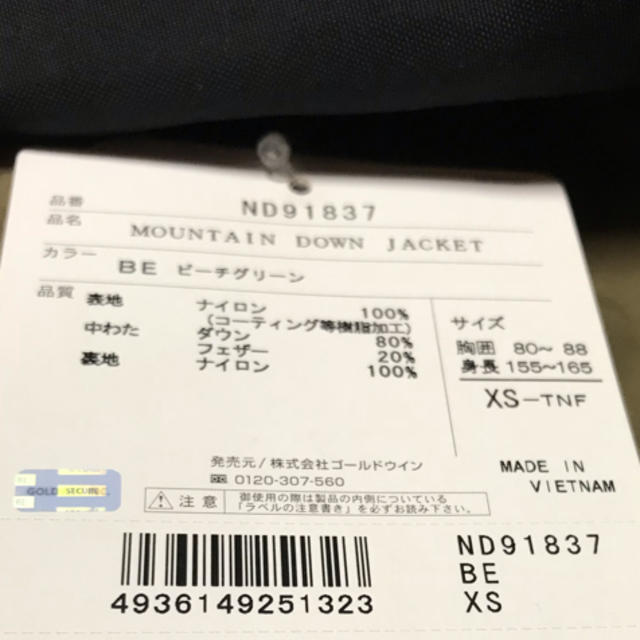 品番 ND91837
品名 MOUNTAIN DOWN JACKET
カラー BE ビーチグリーン
品質 表地 ナイロン 100%
(コーティング等樹脂加工)
中わた ダウン 80%
フェザー 20%
裏地 ナイロン 100%
サイズ
胸囲 80〜 88
身長 155〜165
XS-TNF
発売元/株式会社ゴールドウイン
0120-307-560
注意 御使用の際は製品の内側についている
「ラベルの注意書き」を必ずお読み下さい。
MADE IN
VIETNAM
GOLD SECURE
4936149251323
ND91837
BE
XS